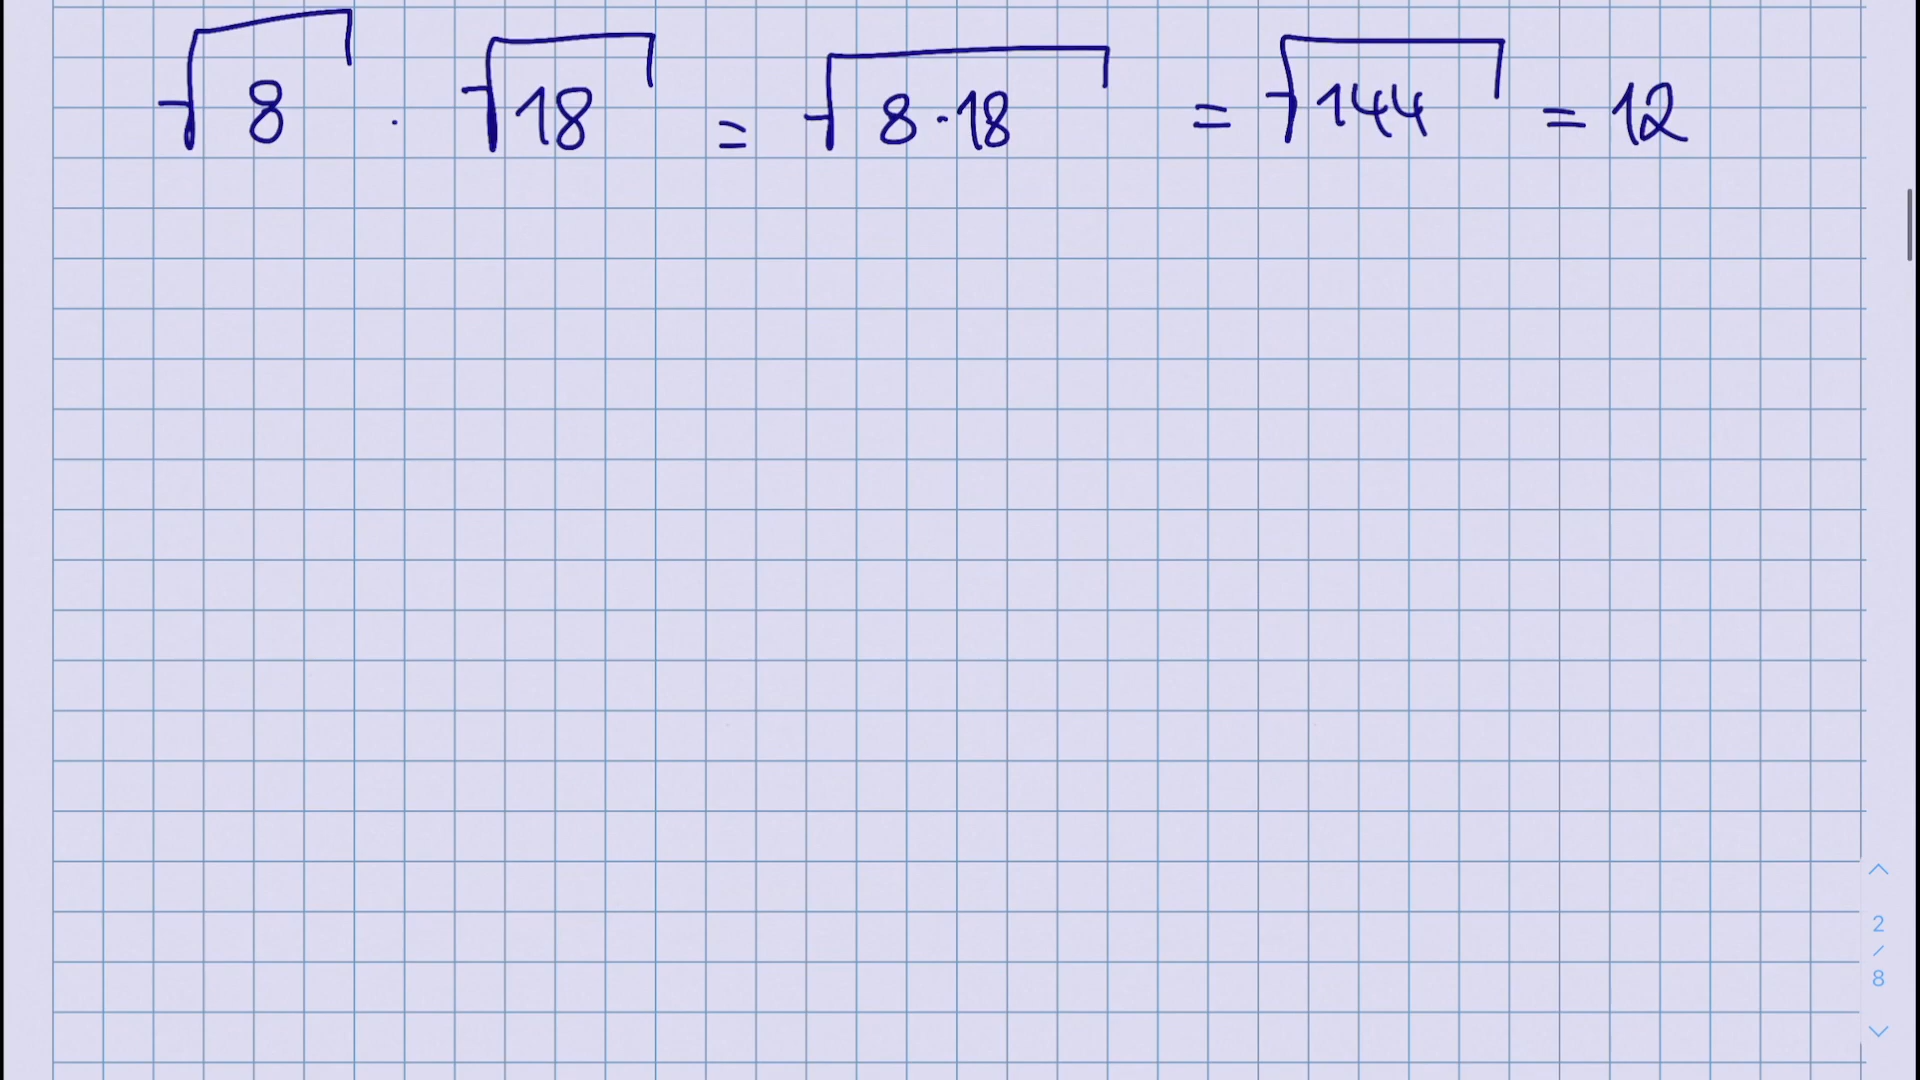 √8 · √18 = √8·18 = √144 = 12
2
/
8